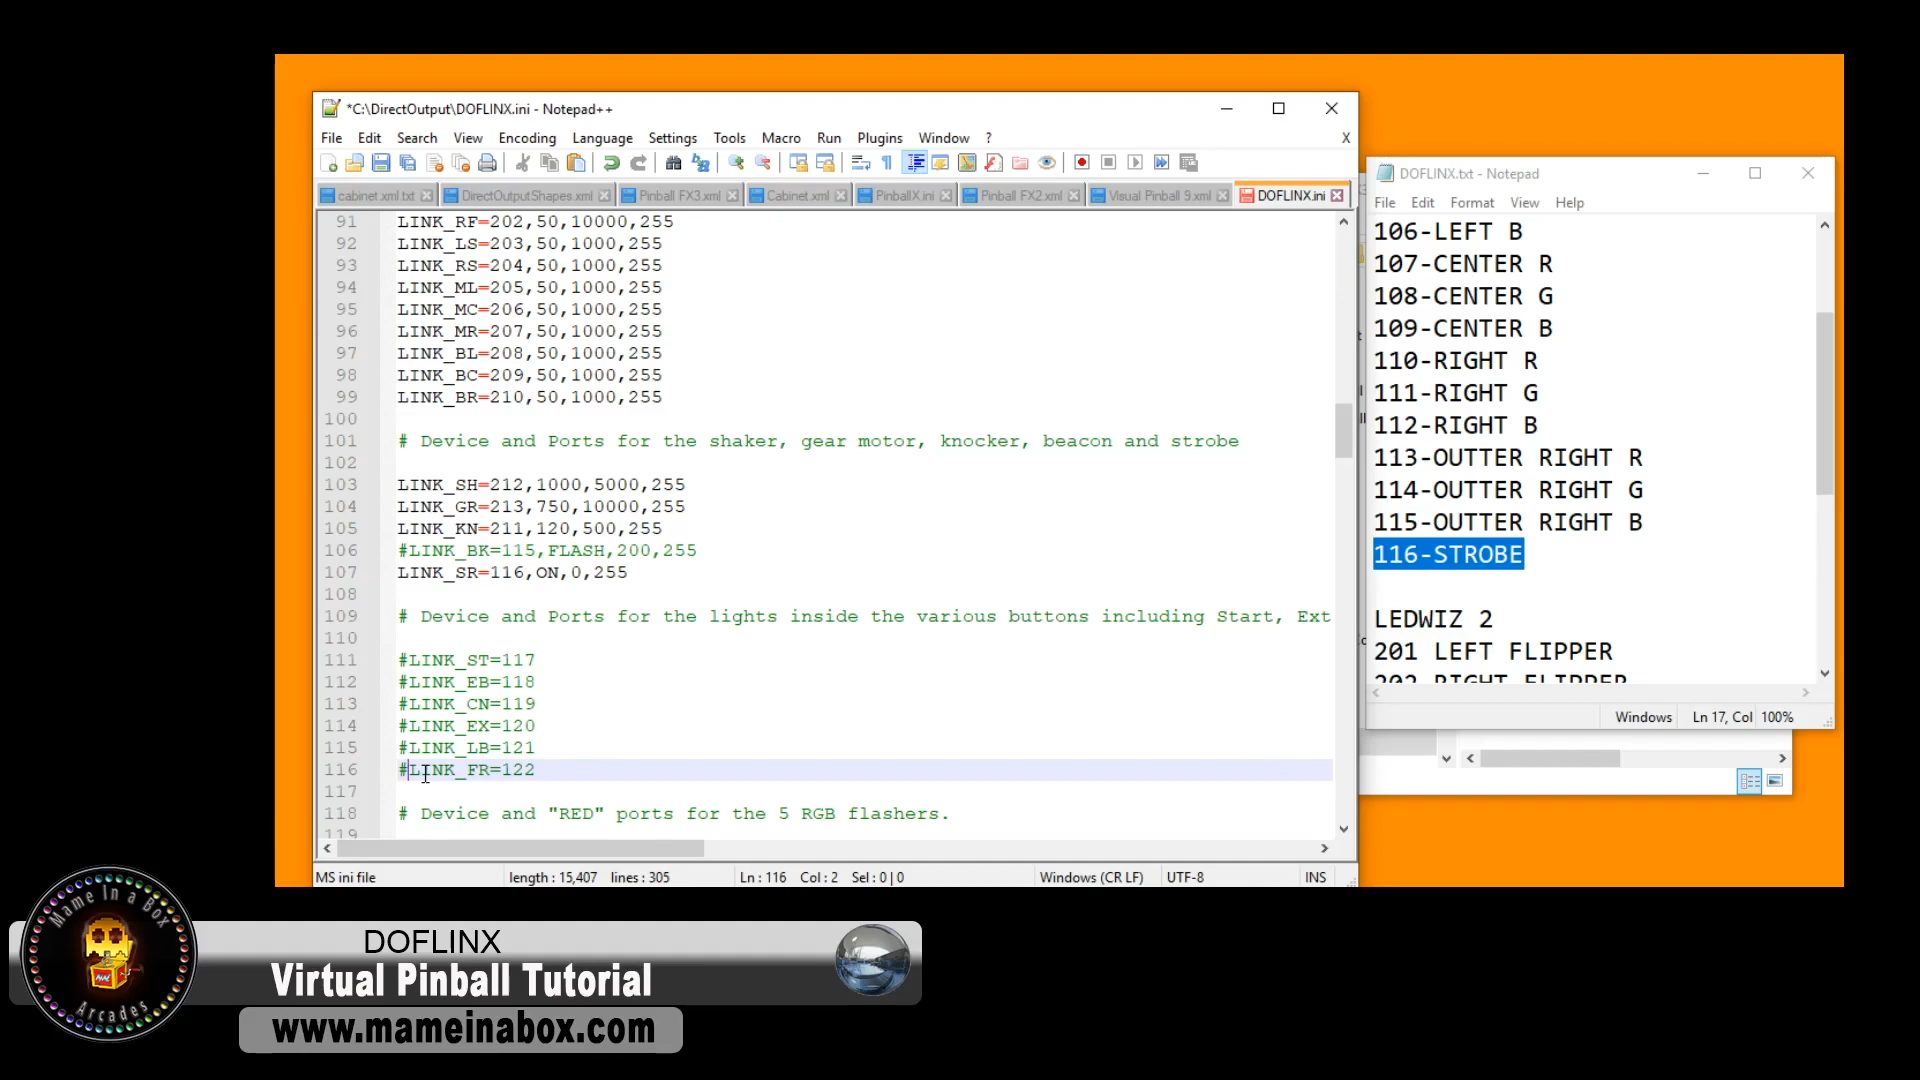 *C:\DirectOutput\DOFLINX.ini - Notepad++
File Edit Search View Encoding Language Settings Tools Macro Run Plugins Window ? X
cabinet.xml.txt DirectOutputShapes.xml Pinball FX3.xml Cabinet.xml PinballX.ini Pinball FX2.xml Visual Pinball 9.xml DOFLINX.ini
91 LINK_RF=202,50,10000,255
92 LINK_LS=203,50,1000,255
93 LINK_RS=204,50,1000,255
94 LINK_ML=205,50,1000,255
95 LINK_MC=206,50,1000,255
96 LINK_MR=207,50,1000,255
97 LINK_BL=208,50,1000,255
98 LINK_BC=209,50,1000,255
99 LINK_BR=210,50,1000,255
100
101 # Device and Ports for the shaker, gear motor, knocker, beacon and strobe
102
103 LINK_SH=212,1000,5000,255
104 LINK_GR=213,750,10000,255
105 LINK_KN=211,120,500,255
106 #LINK_BK=115,FLASH,200,255
107 LINK_SR=116,ON,0,255
108
109 # Device and Ports for the lights inside the various buttons including Start, Ext
110
111 #LINK_ST=117
112 #LINK_EB=118
113 #LINK_CN=119
114 #LINK_EX=120
115 #LINK_LB=121
116 #LINK_FR=122
117
118 # Device and "RED" ports for the 5 RGB flashers.
119
MS ini file length : 15,407 lines : 305 Ln : 116 Col : 2 Sel : 0 | 0 Windows (CR LF) UTF-8 INS
DOFLINX.txt - Notepad
File Edit Format View Help
106-LEFT B
107-CENTER R
108-CENTER G
109-CENTER B
110-RIGHT R
111-RIGHT G
112-RIGHT B
113-OUTTER RIGHT R
114-OUTTER RIGHT G
115-OUTTER RIGHT B
116-STROBE
LEDWIZ 2
201 LEFT FLIPPER
202 RIGHT FLIPPER
Windows Ln 17, Col 100%
Mame In a Box
Arcades
DOFLINX
Virtual Pinball Tutorial
www.mameinabox.com